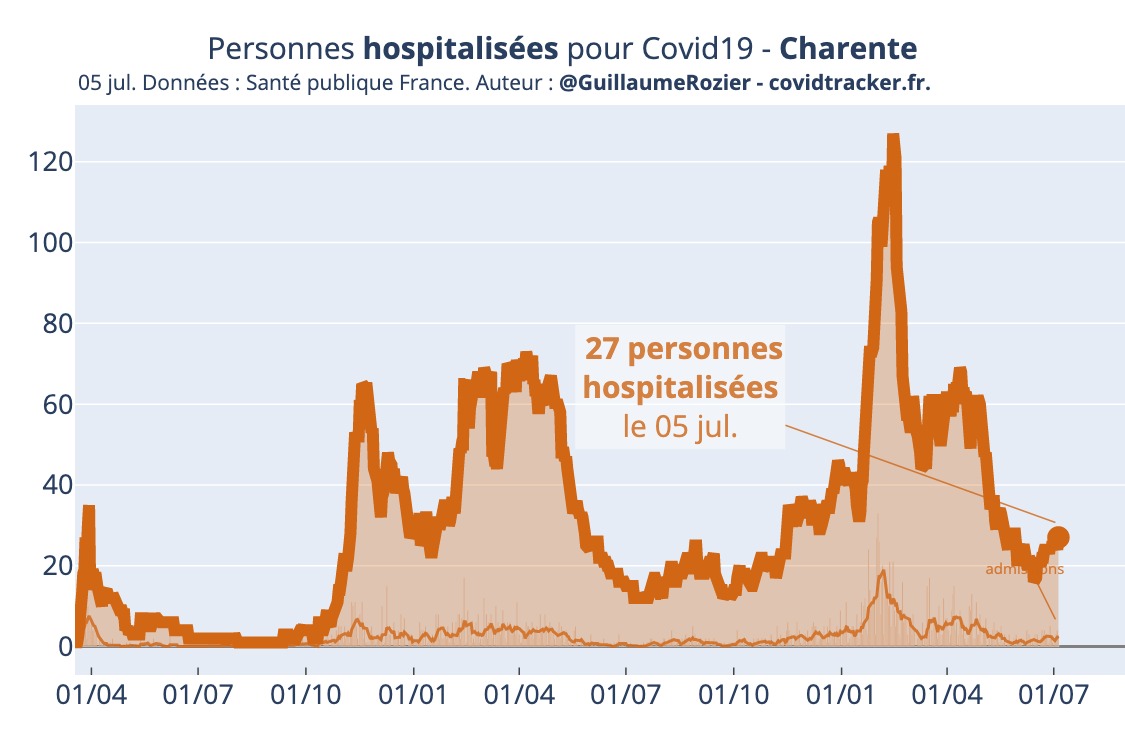 Personnes hospitalisées pour Covid19 - Charente
05 jul. Données : Santé publique France. Auteur : @GuillaumeRozier - covidtracker.fr.
120
100
80
60
40
20
0
27 personnes
hospitalisées
le 05 jul.
admissions
01/04 01/07 01/10 01/01 01/04 01/07 01/10 01/01 01/04 01/07